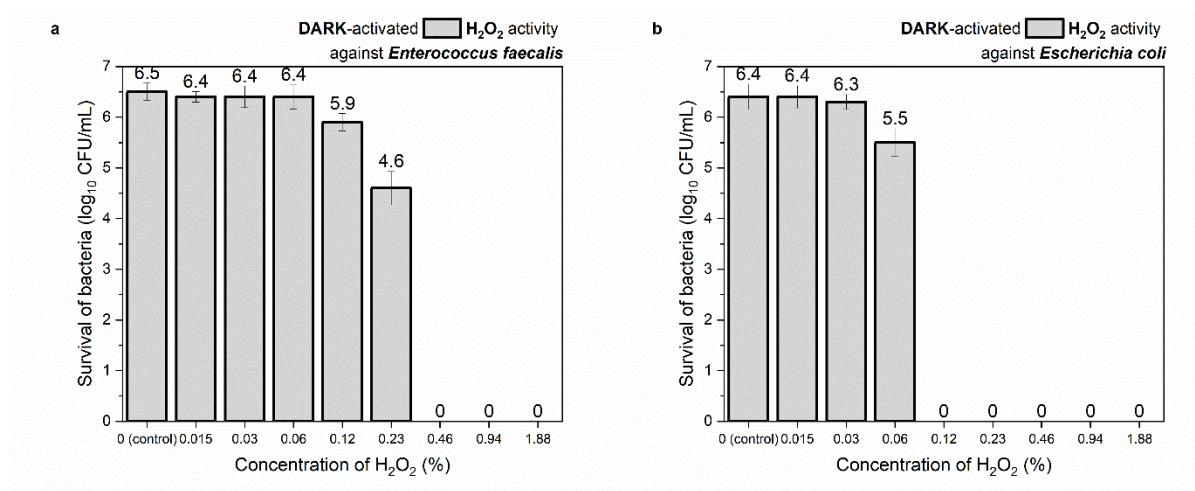 a
DARK-activated H₂O₂ activity
against Enterococcus faecalis
7
6
5
4
3
2
1
0
Survival of bacteria (log₁₀ CFU/mL)
6.5 6.4 6.4 6.4 5.9 4.6 0 0 0
0 (control) 0.015 0.03 0.06 0.12 0.23 0.46 0.94 1.88
Concentration of H₂O₂ (%)
b
DARK-activated H₂O₂ activity
against Escherichia coli
7
6
5
4
3
2
1
0
Survival of bacteria (log₁₀ CFU/mL)
6.4 6.4 6.3 5.5 0 0 0 0 0
0 (control) 0.015 0.03 0.06 0.12 0.23 0.46 0.94 1.88
Concentration of H₂O₂ (%)